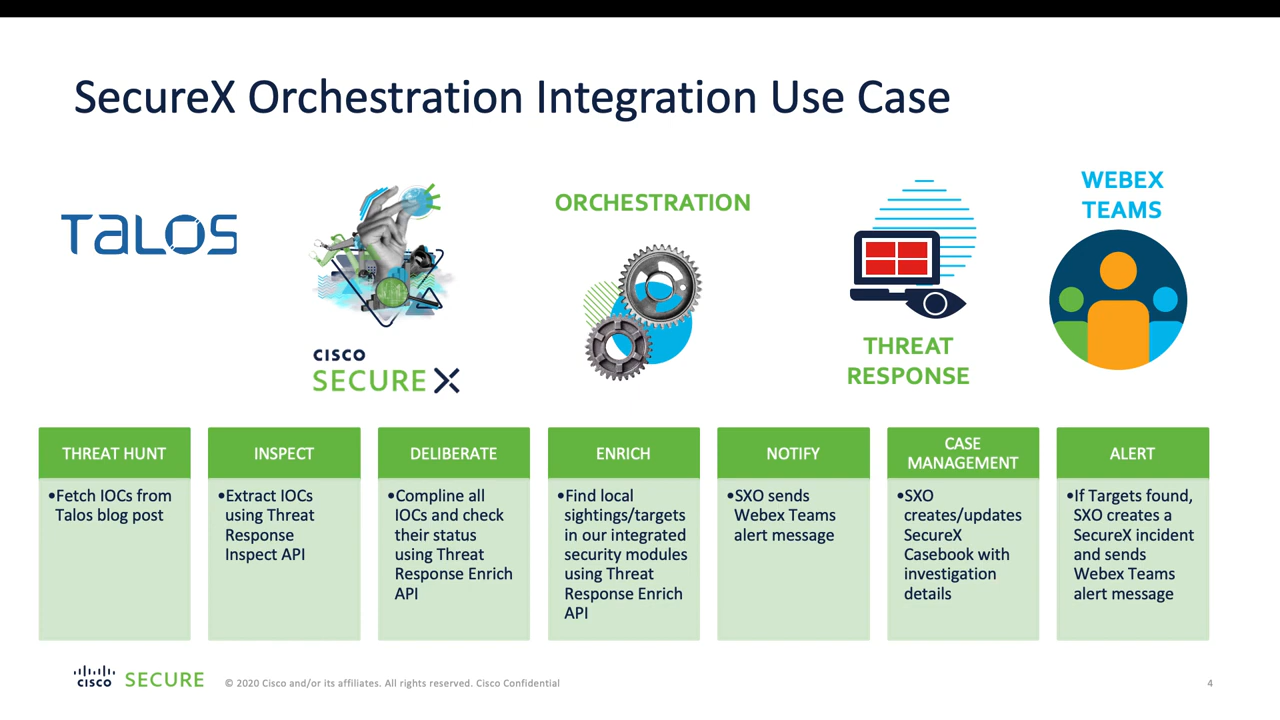 SecureX Orchestration Integration Use Case
TALOS
CISCO
SECURE X
ORCHESTRATION
THREAT
RESPONSE
WEBEX
TEAMS
THREAT HUNT
•Fetch IOCs from
Talos blog post
INSPECT
•Extract IOCs
using Threat
Response
Inspect API
DELIBERATE
•Compline all
IOCs and check
their status
using Threat
Response Enrich
API
ENRICH
•Find local
sightings/targets
in our integrated
security modules
using Threat
Response Enrich
API
NOTIFY
•SXO sends
Webex Teams
alert message
CASE
MANAGEMENT
•SXO
creates/updates
SecureX
Casebook with
investigation
details
ALERT
•If Targets found,
SXO creates a
SecureX incident
and sends
Webex Teams
alert message
CISCO SECURE
© 2020 Cisco and/or its affiliates. All rights reserved. Cisco Confidential
4